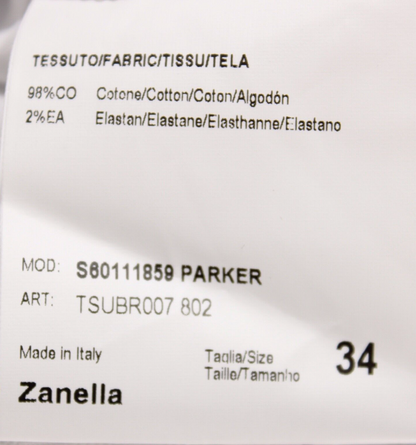 TESSUTO/FABRIC/TISSU/TELA
98%CO Cotone/Cotton/Coton/Algodón
2%EA Elastan/Elastane/Elasthanne/Elastano
MOD: S60111859 PARKER
ART: TSUBR007 802
Made in Italy Taglia/Size 34
Taille/Tamanho
Zanella